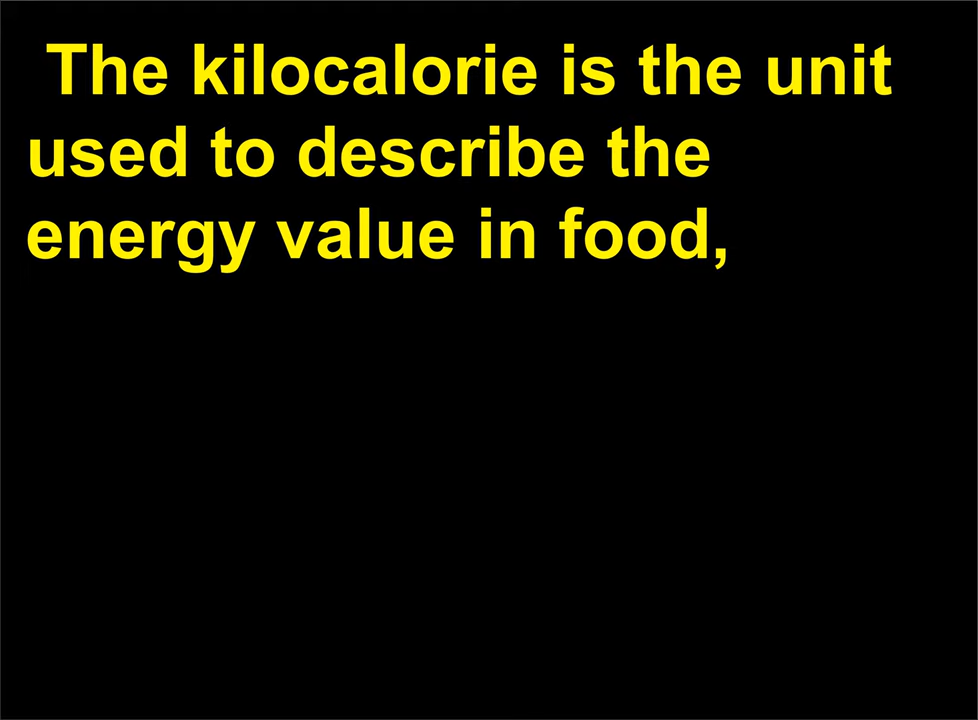 The kilocalorie is the unit
used to describe the
energy value in food,